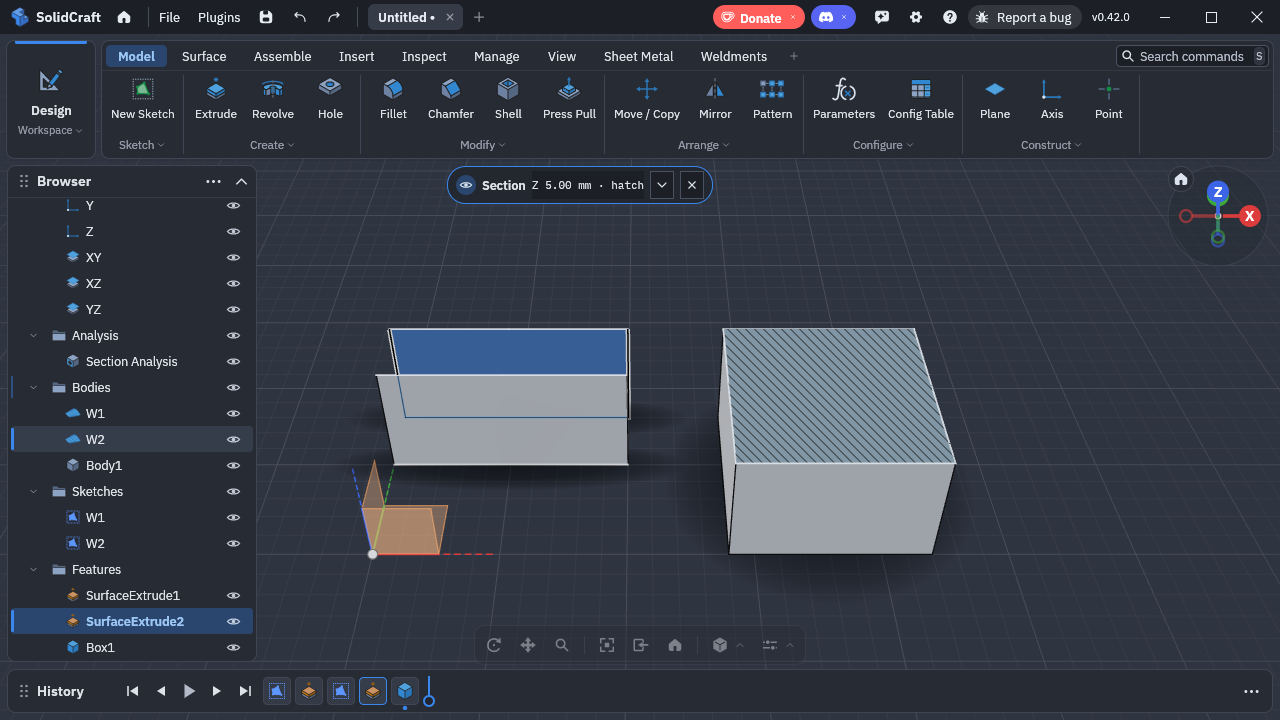 SolidCraft
File
Plugins
Untitled •
Donate
Report a bug
v0.42.0
Design
Workspace
Model
Surface
Assemble
Insert
Inspect
Manage
View
Sheet Metal
Weldments
Search commands
S
New Sketch
Extrude
Revolve
Hole
Fillet
Chamfer
Shell
Press Pull
Move / Copy
Mirror
Pattern
Parameters
Config Table
Plane
Axis
Point
Sketch
Create
Modify
Arrange
Configure
Construct
Browser
Y
Z
XY
XZ
YZ
Analysis
Section Analysis
Bodies
W1
W2
Body1
Sketches
W1
W2
Features
SurfaceExtrude1
SurfaceExtrude2
Box1
Section Z 5.00 mm · hatch
Z
X
History